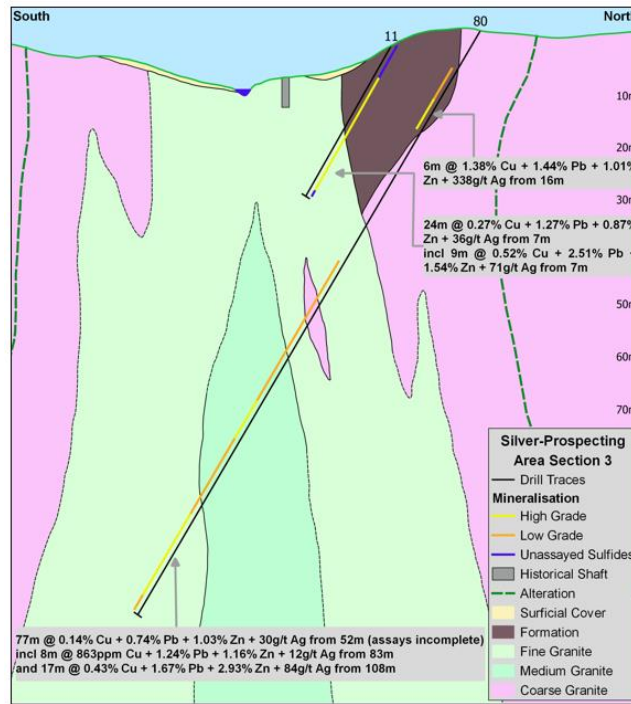 South
North
11
80
10m
20m
30m
6m @ 1.38% Cu + 1.44% Pb + 1.01%
Zn + 338g/t Ag from 16m
24m @ 0.27% Cu + 1.27% Pb + 0.87%
Zn + 36g/t Ag from 7m
incl 9m @ 0.52% Cu + 2.51% Pb +
1.54% Zn + 71g/t Ag from 7m
50m
60m
70m
Silver-Prospecting
Area Section 3
Drill Traces
Mineralisation
High Grade
Low Grade
Unassayed Sulfides
Historical Shaft
Alteration
Surficial Cover
Formation
Fine Granite
Medium Granite
Coarse Granite
77m @ 0.14% Cu + 0.74% Pb + 1.03% Zn + 30g/t Ag from 52m (assays incomplete)
incl 8m @ 863ppm Cu + 1.24% Pb + 1.16% Zn + 12g/t Ag from 83m
and 17m @ 0.43% Cu + 1.67% Pb + 2.93% Zn + 84g/t Ag from 108m